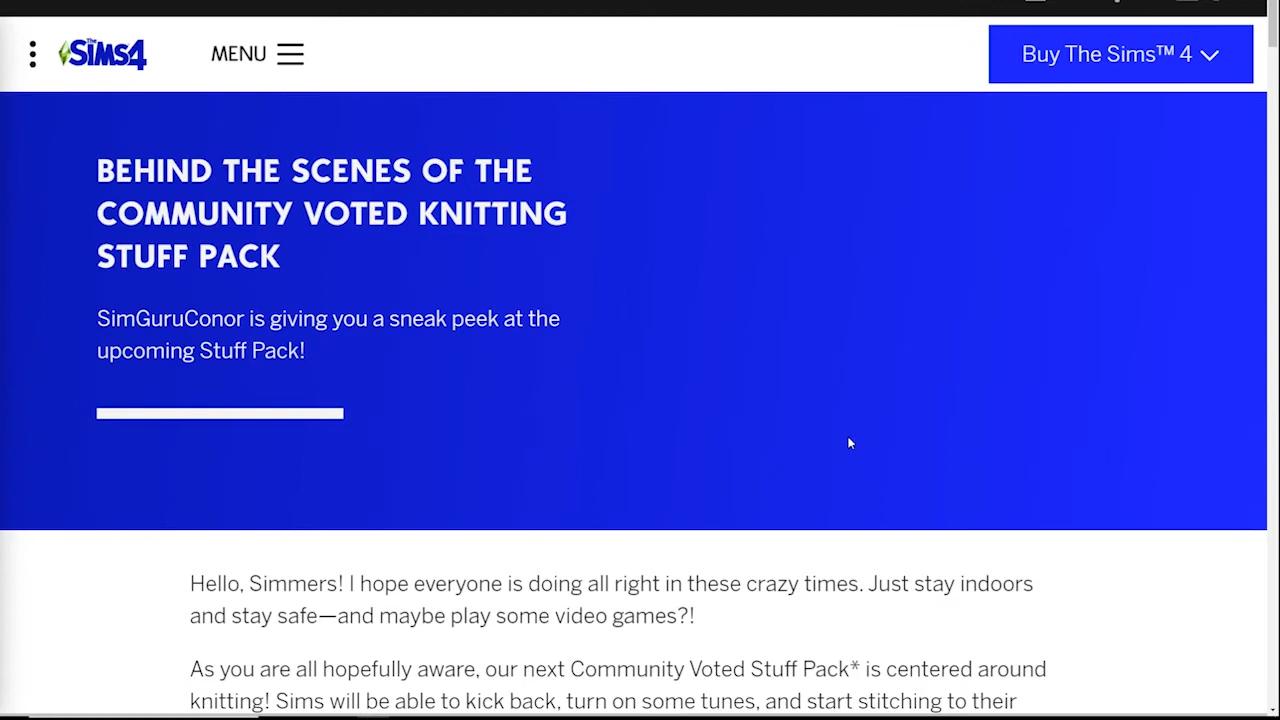 The Sims4
MENU
Buy The Sims™ 4
BEHIND THE SCENES OF THE
COMMUNITY VOTED KNITTING
STUFF PACK
SimGuruConor is giving you a sneak peek at the
upcoming Stuff Pack!
Hello, Simmers! I hope everyone is doing all right in these crazy times. Just stay indoors
and stay safe—and maybe play some video games?!
As you are all hopefully aware, our next Community Voted Stuff Pack* is centered around
knitting! Sims will be able to kick back, turn on some tunes, and start stitching to their